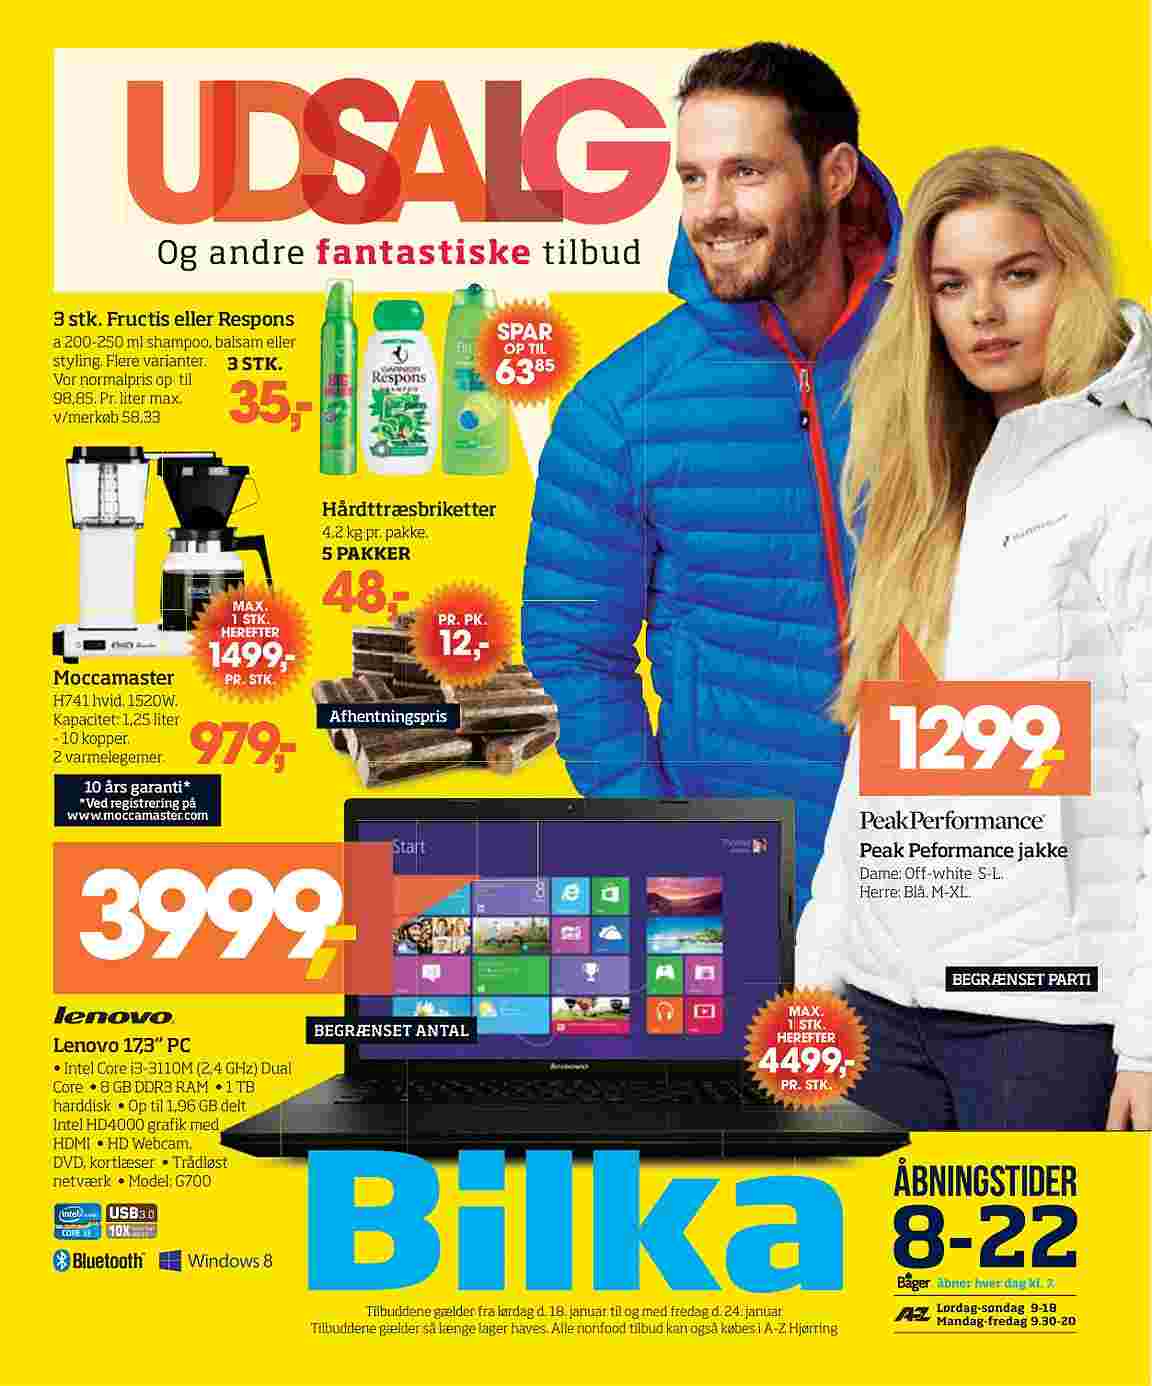 UDSALG
Og andre fantastiske tilbud
3 stk. Fructis eller Respons
a 200-250 ml shampoo, balsam eller
styling. Flere varianter.
Vor normalpris op til
98,85. Pr. liter max.
v/merkøb 58,33
3 STK.
35,-
GARNIER
Respons
SPAR
OP TIL
63⁸⁵
Hårdttræsbriketter
4,2 kg pr. pakke.
5 PAKKER
48,-
PR. PK.
12,-
Afhentningspris
MAX.
1 STK.
HEREFTER
1499,-
PR. STK.
Moccamaster
H741 hvid. 1520W.
Kapacitet: 1,25 liter
- 10 kopper.
2 varmelegemer.
979,-
10 års garanti*
*Ved registrering på
www.moccamaster.com
1299,-
PeakPerformance
Peak Peformance jakke
Dame: Off-white S-L.
Herre: Blå. M-XL.
BEGRÆNSET PARTI
3999,-
Start
lenovo
Lenovo 17,3” PC
• Intel Core i3-3110M (2,4 GHz) Dual
Core • 8 GB DDR3 RAM • 1 TB
harddisk • Op til 1,96 GB delt
Intel HD4000 grafik med
HDMI • HD Webcam,
DVD, kortlæser • Trådløst
netværk • Model: G700
BEGRÆNSET ANTAL
lenovo
MAX.
1 STK.
HEREFTER
4499,-
PR. STK.
intel
CORE i3
USB 3.0
10X
Bluetooth
Windows 8
Bilka
Tilbuddene gælder fra lørdag d. 18. januar til og med fredag d. 24. januar
Tilbuddene gælder så længe lager haves. Alle nonfood tilbud kan også købes i A-Z Hjørring
ÅBNINGSTIDER
8-22
Bager åbner hver dag kl. 7.
A-Z Lørdag-søndag 9-18
Mandag-fredag 9.30-20